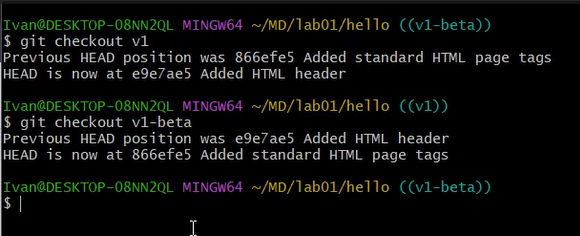 Ivan@DESKTOP-08NN2QL MINGW64 ~/MD/lab01/hello ((v1-beta))
$ git checkout v1
Previous HEAD position was 866efe5 Added standard HTML page tags
HEAD is now at e9e7ae5 Added HTML header
Ivan@DESKTOP-08NN2QL MINGW64 ~/MD/lab01/hello ((v1))
$ git checkout v1-beta
Previous HEAD position was e9e7ae5 Added HTML header
HEAD is now at 866efe5 Added standard HTML page tags
Ivan@DESKTOP-08NN2QL MINGW64 ~/MD/lab01/hello ((v1-beta))
$